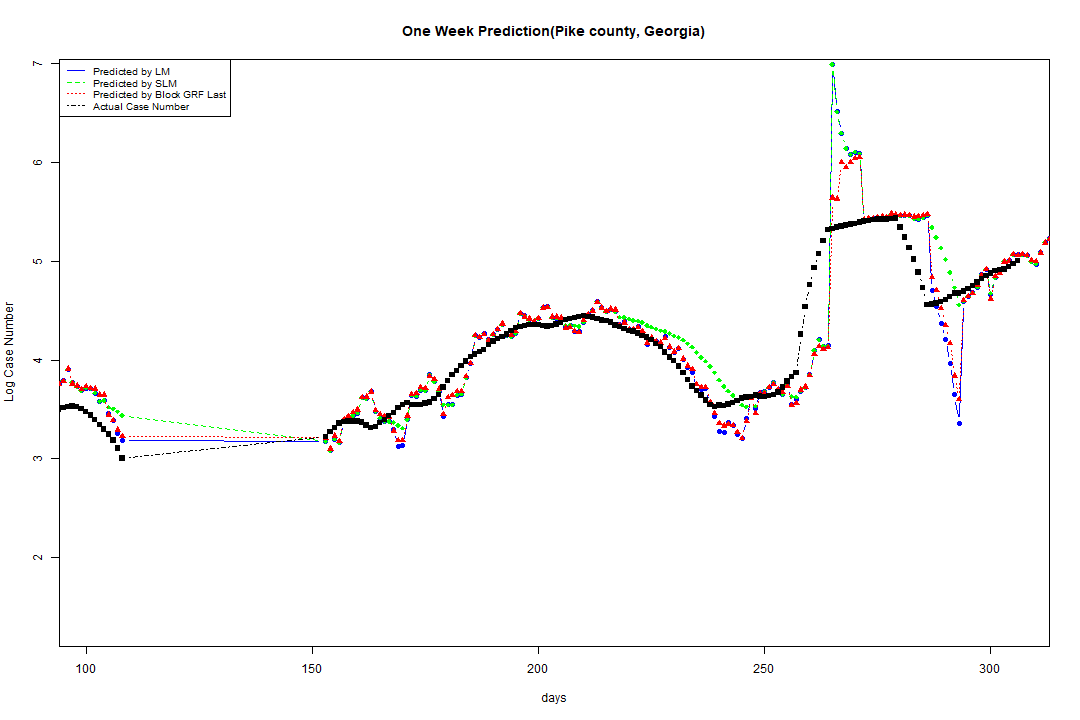 One Week Prediction(Pike county, Georgia)
Predicted by LM
Predicted by SLM
Predicted by Block GRF Last
Actual Case Number
7
6
5
4
3
2
Log Case Number
100
150
200
250
300
days